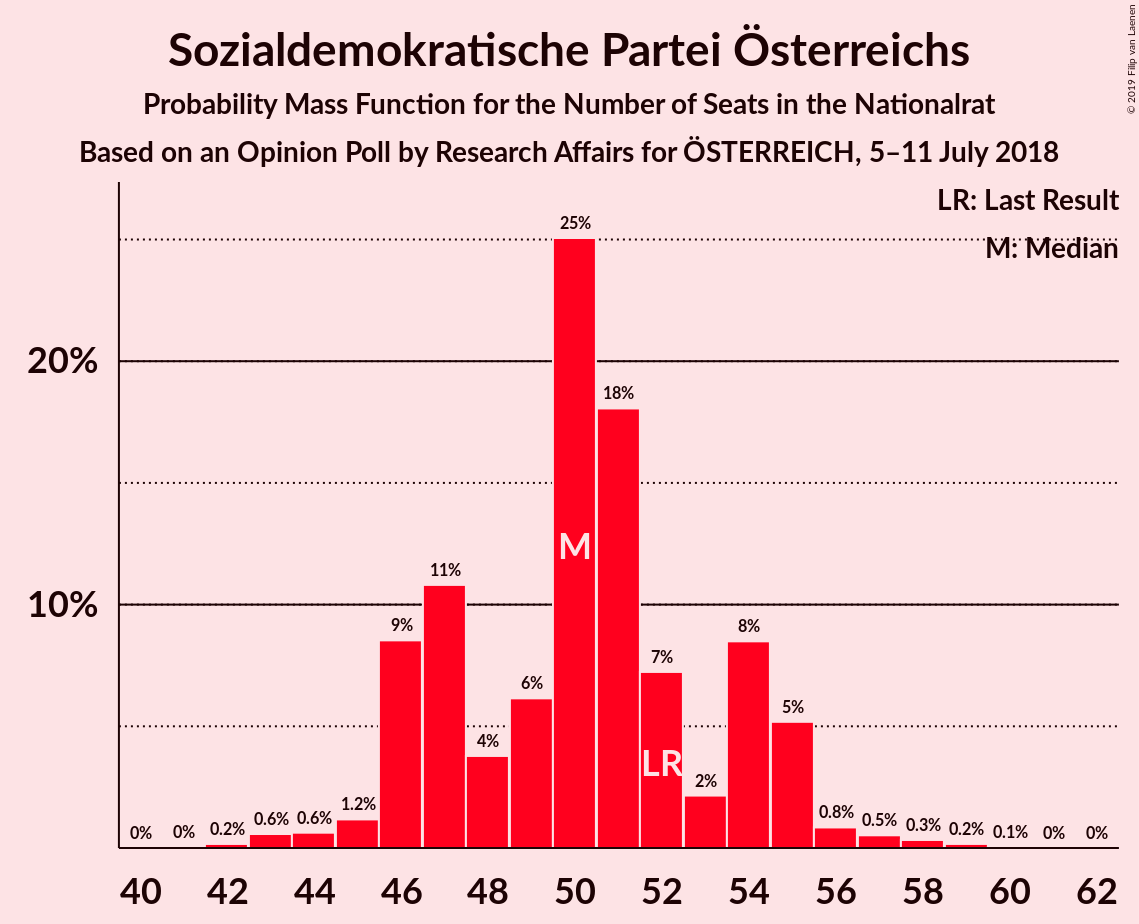 Sozialdemokratische Partei Österreichs
Probability Mass Function for the Number of Seats in the Nationalrat
Based on an Opinion Poll by Research Affairs for ÖSTERREICH, 5–11 July 2018
© 2019 Filip van Laenen
LR: Last Result
M: Median
20%
10%
0% 0% 0.2% 0.6% 0.6% 1.2% 9% 11% 4% 6% 25% 18% 7% 2% 8% 5% 0.8% 0.5% 0.3% 0.2% 0.1% 0% 0%
M
LR
40 42 44 46 48 50 52 54 56 58 60 62